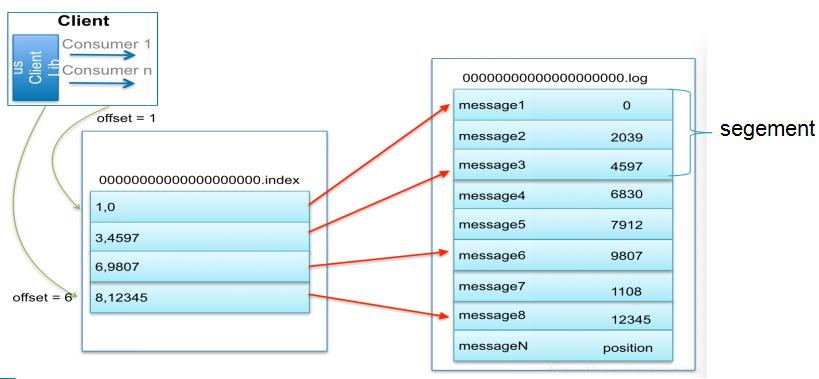 Client
us
Client
Lib
Consumer 1
Consumer n
offset = 1
00000000000000000000.index
1,0
3,4597
6,9807
8,12345
offset = 6
00000000000000000000.log
message1 0
message2 2039
message3 4597
message4 6830
message5 7912
message6 9807
message7 1108
message8 12345
messageN position
segement